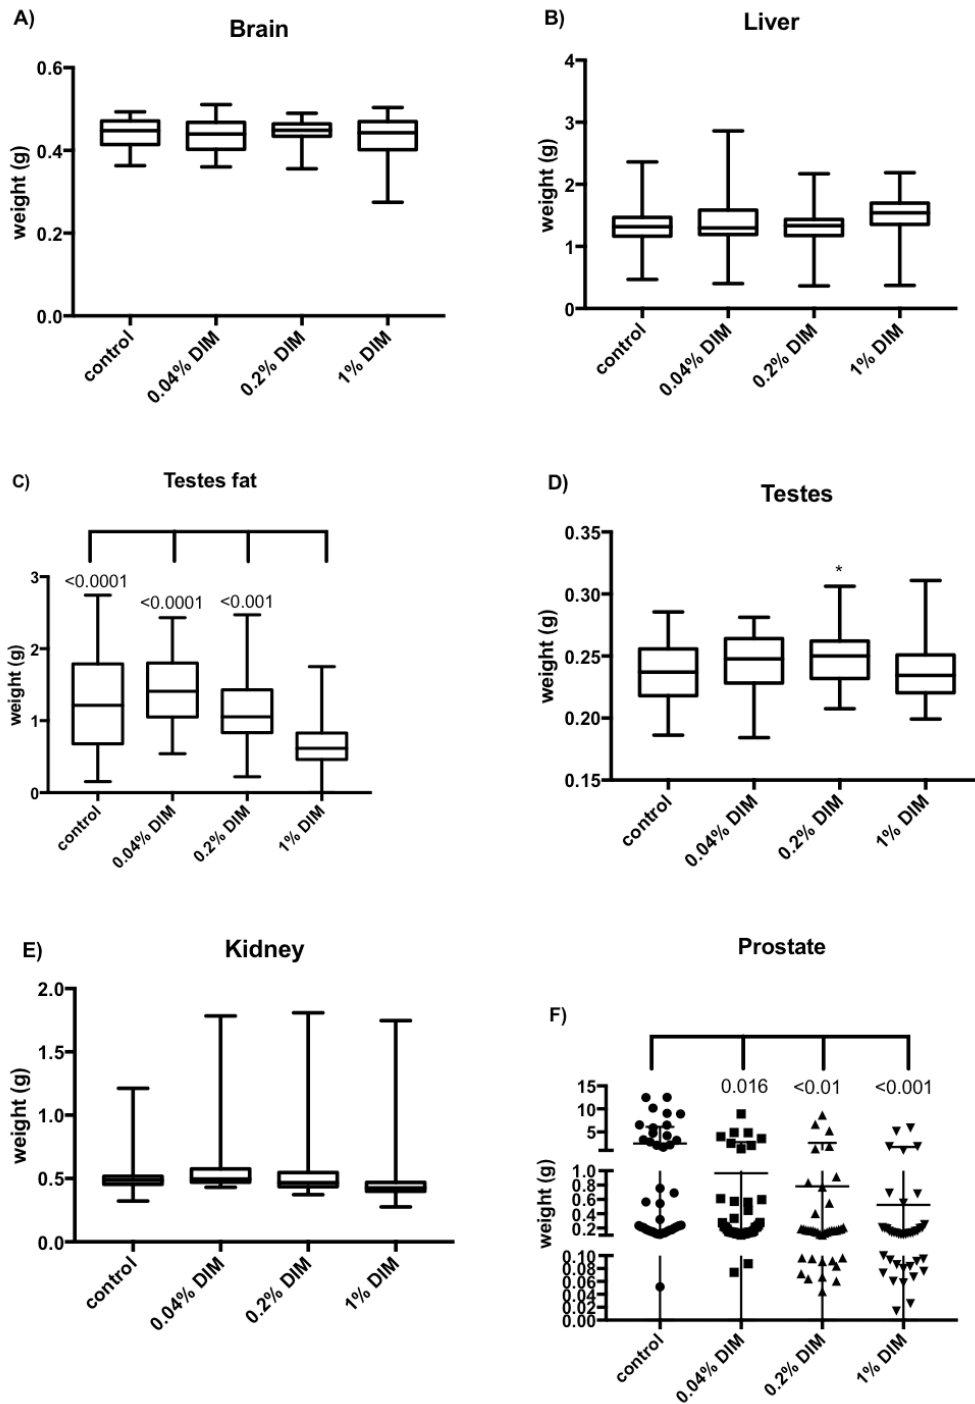 A)
Brain
weight (g)
0.6
0.4
0.2
0.0
control
0.04% DIM
0.2% DIM
1% DIM
B)
Liver
weight (g)
4
3
2
1
0
control
0.04% DIM
0.2% DIM
1% DIM
C)
Testes fat
weight (g)
3
2
1
0
<0.0001
<0.0001
<0.001
control
0.04% DIM
0.2% DIM
1% DIM
D)
Testes
weight (g)
0.35
0.30
0.25
0.20
0.15
*
control
0.04% DIM
0.2% DIM
1% DIM
E)
Kidney
weight (g)
2.0
1.5
1.0
0.5
0.0
control
0.04% DIM
0.2% DIM
1% DIM
Prostate
F)
0.016
<0.01
<0.001
weight (g)
15
10
5
1.0
0.8
0.6
0.4
0.2
0.10
0.08
0.06
0.04
0.02
0.00
control
0.04% DIM
0.2% DIM
1% DIM